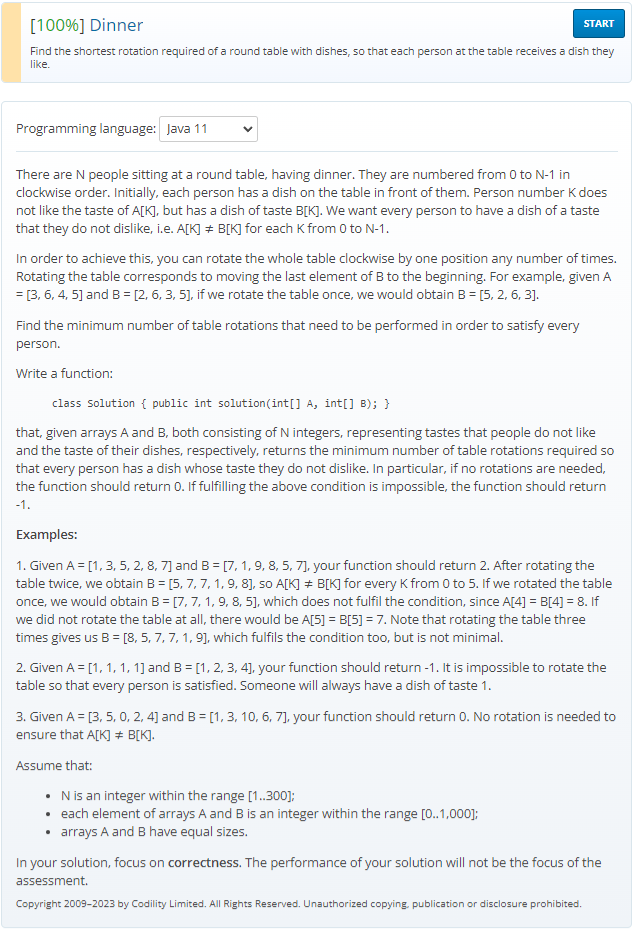 [100%] Dinner
START
Find the shortest rotation required of a round table with dishes, so that each person at the table receives a dish they
like.
Programming language: Java 11
There are N people sitting at a round table, having dinner. They are numbered from 0 to N-1 in
clockwise order. Initially, each person has a dish on the table in front of them. Person number K does
not like the taste of A[K], but has a dish of taste B[K]. We want every person to have a dish of a taste
that they do not dislike, i.e. A[K] ≠ B[K] for each K from 0 to N-1.
In order to achieve this, you can rotate the whole table clockwise by one position any number of times.
Rotating the table corresponds to moving the last element of B to the beginning. For example, given A
= [3, 6, 4, 5] and B = [2, 6, 3, 5], if we rotate the table once, we would obtain B = [5, 2, 6, 3].
Find the minimum number of table rotations that need to be performed in order to satisfy every
person.
Write a function:
class Solution { public int solution(int[] A, int[] B); }
that, given arrays A and B, both consisting of N integers, representing tastes that people do not like
and the taste of their dishes, respectively, returns the minimum number of table rotations required so
that every person has a dish whose taste they do not dislike. In particular, if no rotations are needed,
the function should return 0. If fulfilling the above condition is impossible, the function should return
-1.
Examples:
1. Given A = [1, 3, 5, 2, 8, 7] and B = [7, 1, 9, 8, 5, 7], your function should return 2. After rotating the
table twice, we obtain B = [5, 7, 7, 1, 9, 8], so A[K] ≠ B[K] for every K from 0 to 5. If we rotated the table
once, we would obtain B = [7, 7, 1, 9, 8, 5], which does not fulfil the condition, since A[4] = B[4] = 8. If
we did not rotate the table at all, there would be A[5] = B[5] = 7. Note that rotating the table three
times gives us B = [8, 5, 7, 7, 1, 9], which fulfils the condition too, but is not minimal.
2. Given A = [1, 1, 1, 1] and B = [1, 2, 3, 4], your function should return -1. It is impossible to rotate the
table so that every person is satisfied. Someone will always have a dish of taste 1.
3. Given A = [3, 5, 0, 2, 4] and B = [1, 3, 10, 6, 7], your function should return 0. No rotation is needed to
ensure that A[K] ≠ B[K].
Assume that:
• N is an integer within the range [1..300];
• each element of arrays A and B is an integer within the range [0..1,000];
• arrays A and B have equal sizes.
In your solution, focus on correctness. The performance of your solution will not be the focus of the
assessment.
Copyright 2009–2023 by Codility Limited. All Rights Reserved. Unauthorized copying, publication or disclosure prohibited.